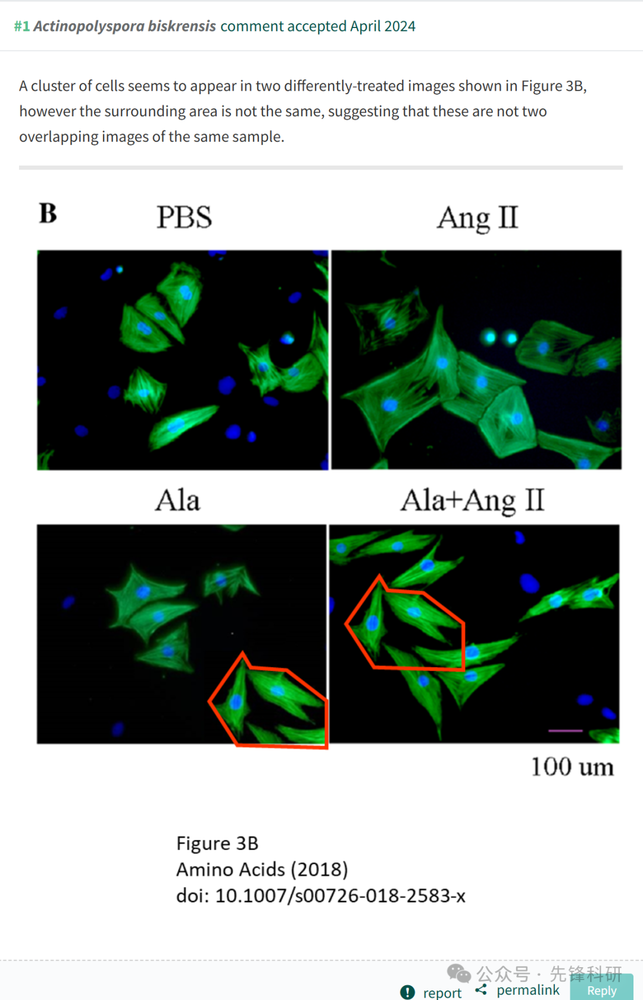 #1 Actinopolyspora biskrensis comment accepted April 2024
A cluster of cells seems to appear in two differently-treated images shown in Figure 3B,
however the surrounding area is not the same, suggesting that these are not two
overlapping images of the same sample.
B
PBS
Ang II
Ala
Ala+Ang II
100 um
Figure 3B
Amino Acids (2018)
doi: 10.1007/s00726-018-2583-x
公众号 · 先锋科研
report
permalink
Reply